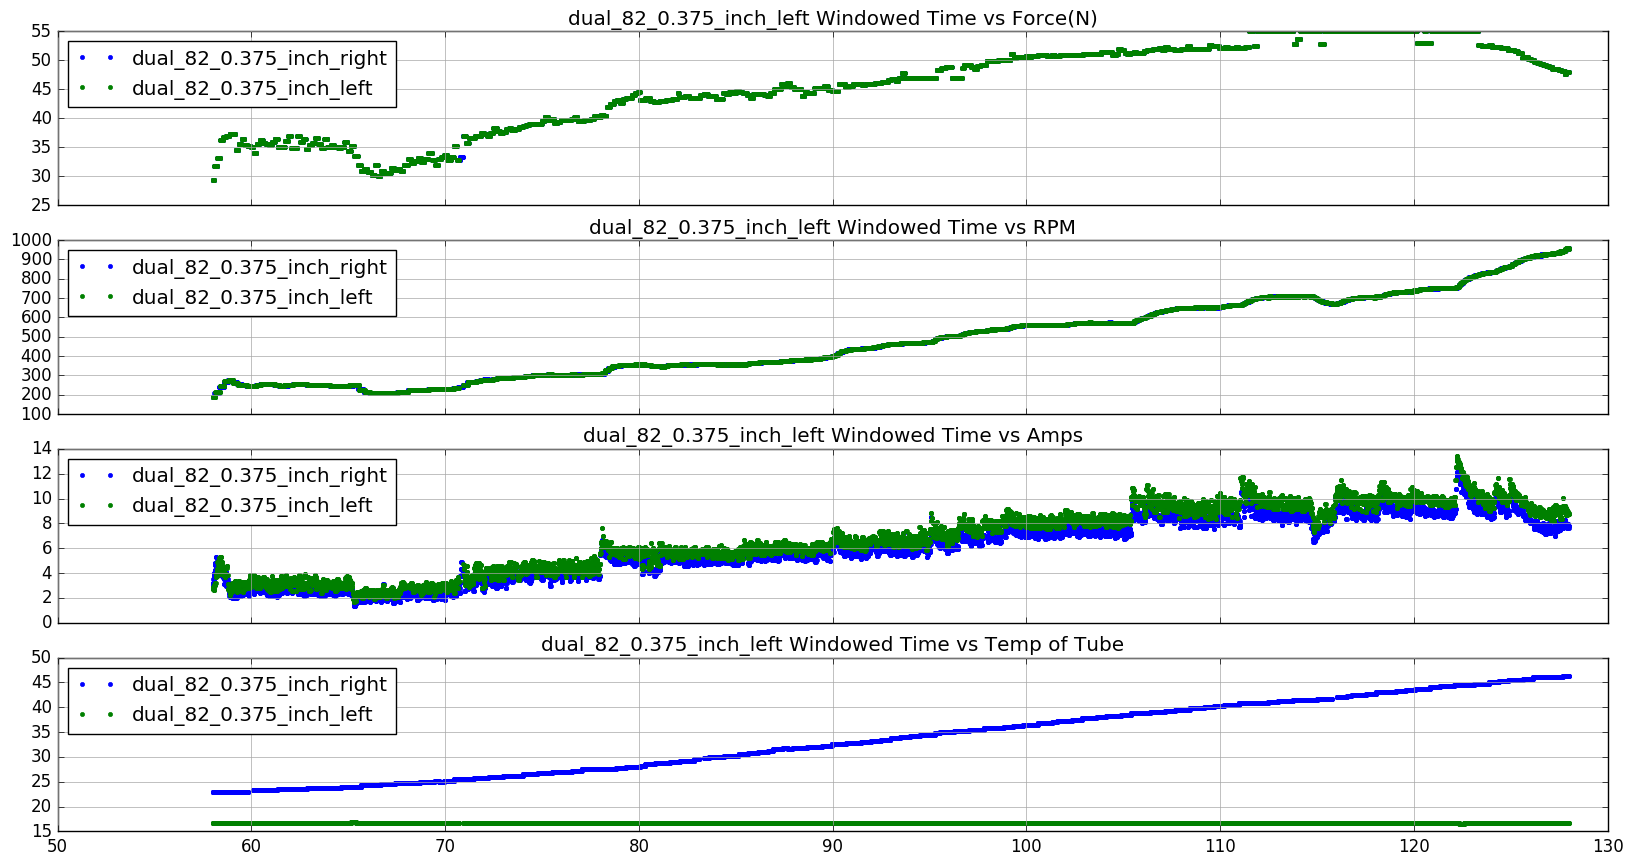 dual_82_0.375_inch_left Windowed Time vs Force(N)
55
50
45
40
35
30
25
dual_82_0.375_inch_right
dual_82_0.375_inch_left
dual_82_0.375_inch_left Windowed Time vs RPM
1000
900
800
700
600
500
400
300
200
100
dual_82_0.375_inch_right
dual_82_0.375_inch_left
dual_82_0.375_inch_left Windowed Time vs Amps
14
12
10
8
6
4
2
0
dual_82_0.375_inch_right
dual_82_0.375_inch_left
dual_82_0.375_inch_left Windowed Time vs Temp of Tube
50
45
40
35
30
25
20
15
dual_82_0.375_inch_right
dual_82_0.375_inch_left
50 60 70 80 90 100 110 120 130